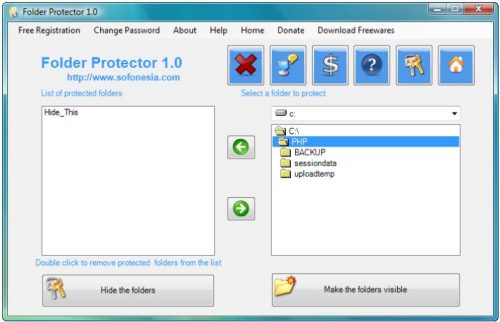 Folder Protector 1.0
Free Registration Change Password About Help Home Donate Download Freewares
Folder Protector 1.0
http://www.sofonesia.com
List of protected folders
Select a folder to protect
Hide_This
c:
C:\
PHP
BACKUP
sessiondata
uploadtemp
Double click to remove protected folders from the list
Hide the folders
Make the folders visible